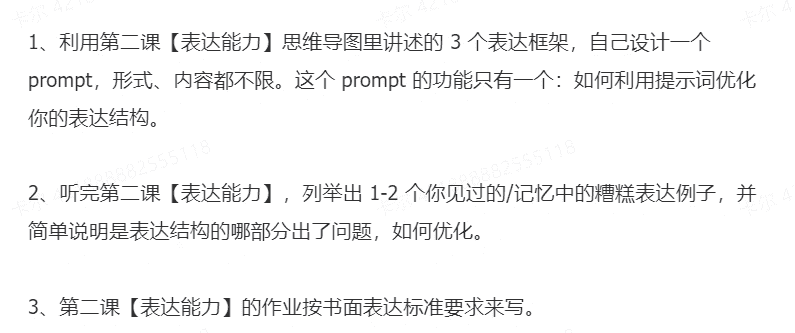 1、利用第二课【表达能力】思维导图里讲述的 3 个表达框架，自己设计一个
prompt，形式、内容都不限。这个 prompt 的功能只有一个：如何利用提示词优化
你的表达结构。
2、听完第二课【表达能力】，列举出 1-2 个你见过的/记忆中的糟糕表达例子，并
简单说明是表达结构的哪部分出了问题，如何优化。
3、第二课【表达能力】的作业按书面表达标准要求来写。